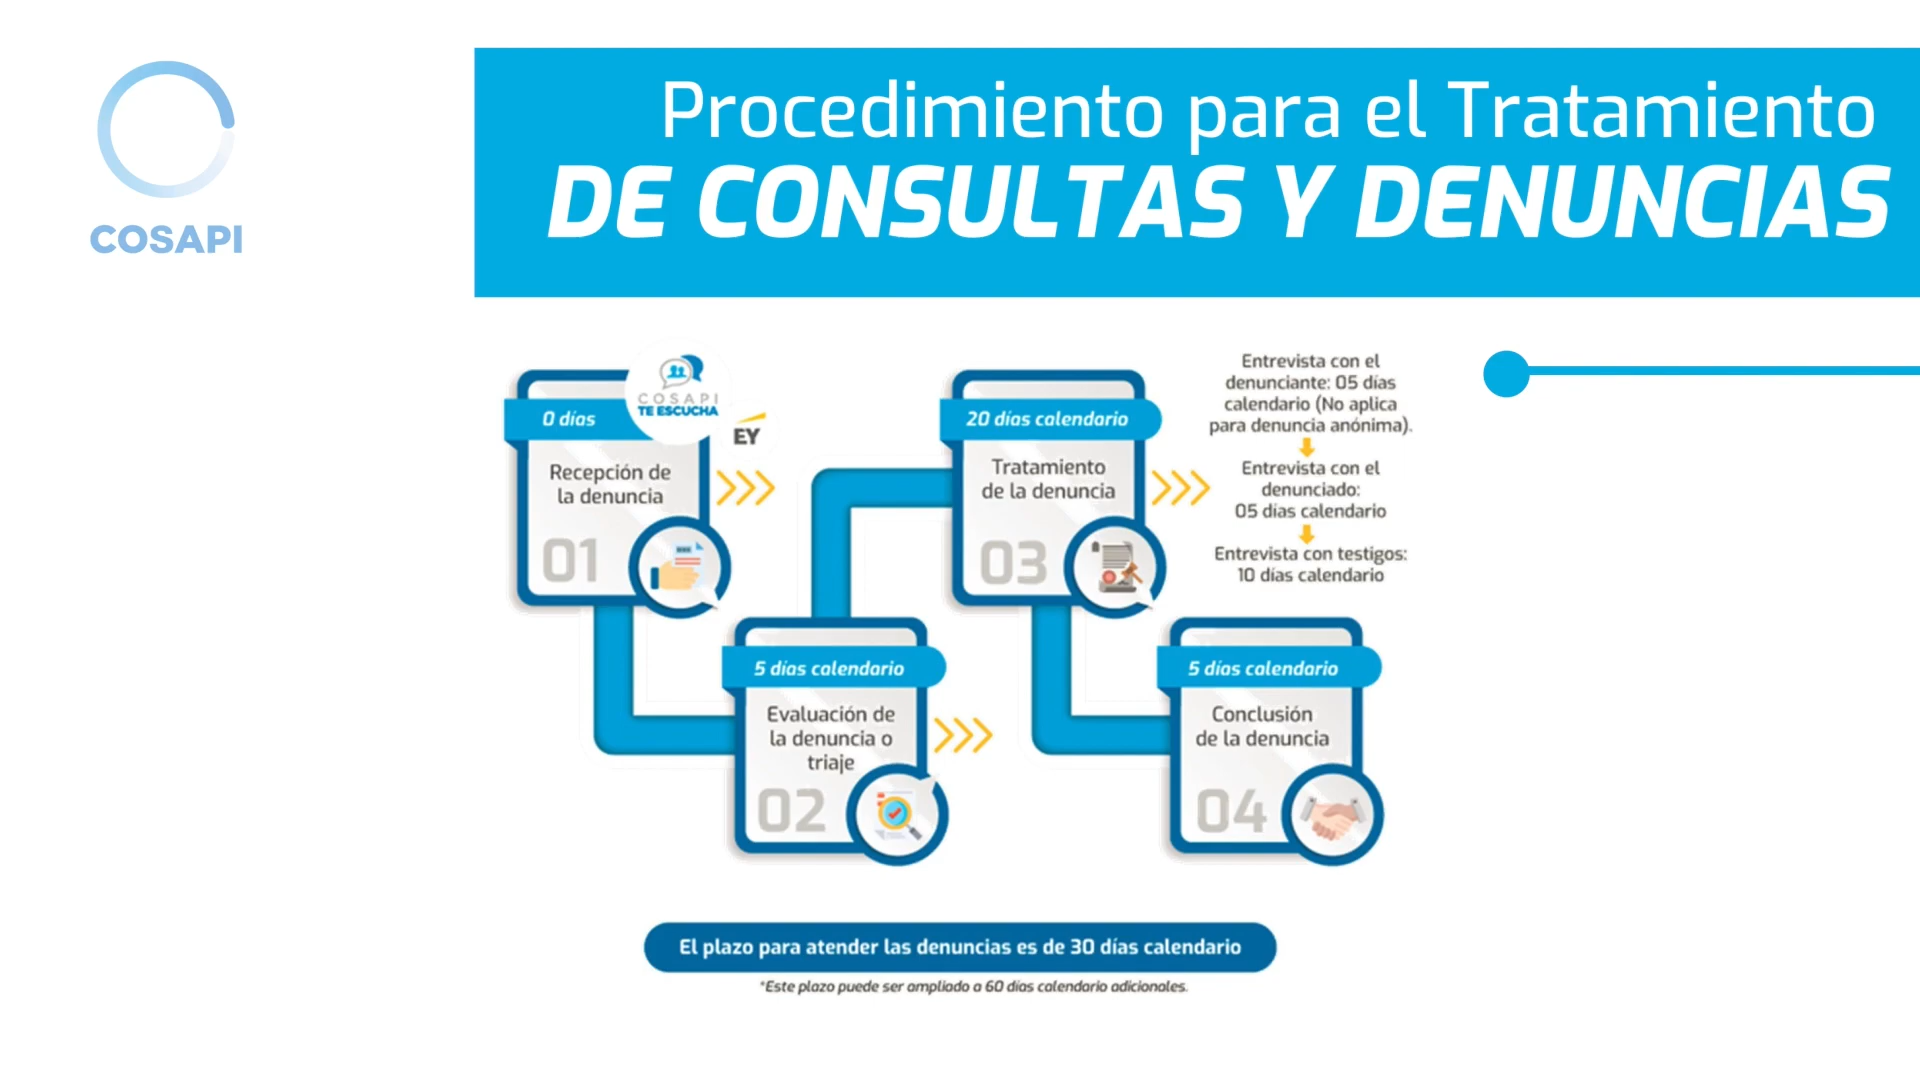 COSAPI
Procedimiento para el Tratamiento
DE CONSULTAS Y DENUNCIAS
0 días
COSAPI
TE ESCUCHA
EY
Recepción de
la denuncia
01
5 días calendario
Evaluación de
la denuncia o
triaje
02
20 días calendario
Tratamiento
de la denuncia
03
Entrevista con el
denunciante: 05 días
calendario (No aplica
para denuncia anónima).
Entrevista con el
denunciado:
05 días calendario
Entrevista con testigos:
10 días calendario
5 días calendario
Conclusión
de la denuncia
04
El plazo para atender las denuncias es de 30 días calendario
*Este plazo puede ser ampliado a 60 días calendario adicionales.